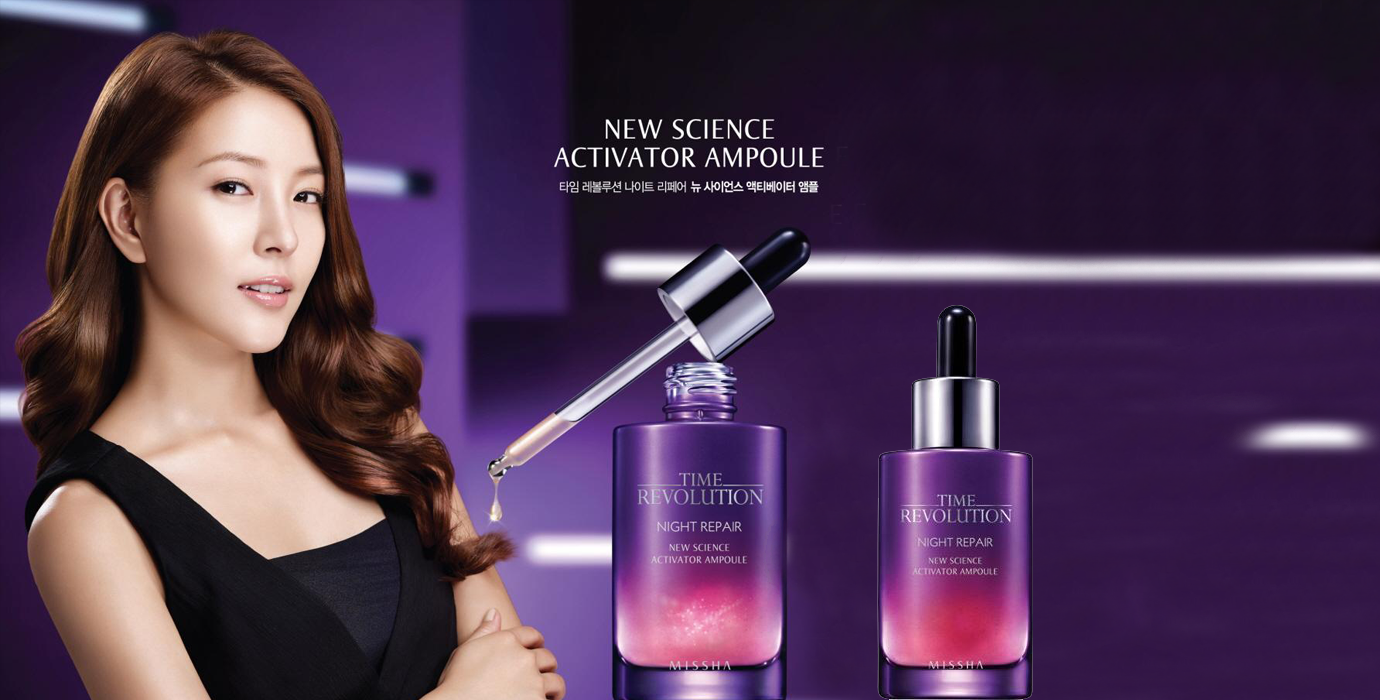 NEW SCIENCE
ACTIVATOR AMPOULE
타임 레볼루션 나이트 리페어 뉴 사이언스 액티베이터 앰플
TIME
REVOLUTION
NIGHT REPAIR
NEW SCIENCE
ACTIVATOR AMPOULE
MISSHA
TIME
REVOLUTION
NIGHT REPAIR
NEW SCIENCE
ACTIVATOR AMPOULE
MISSHA